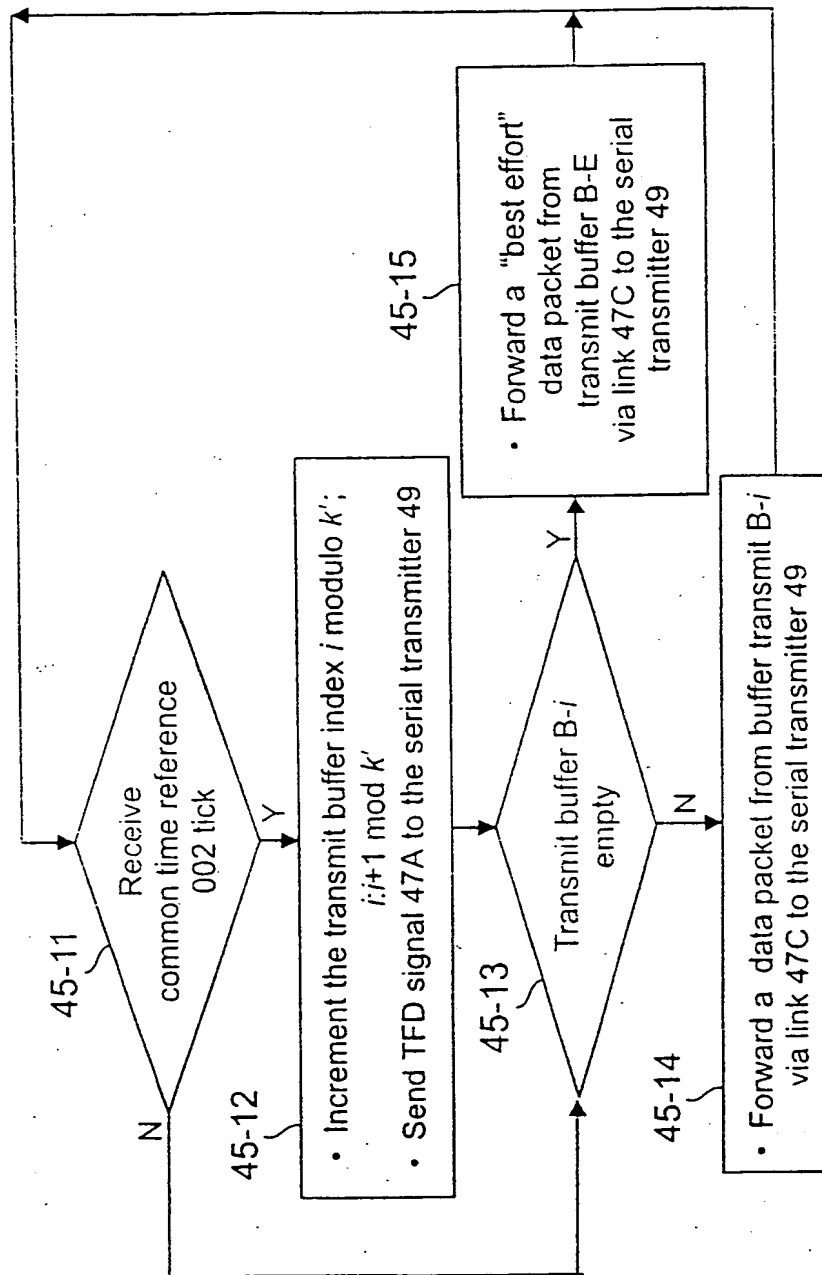 45-11
Receive
common time reference
002 tick
N
Y
45-12
• Increment the transmit buffer index i modulo k';
i:i+1 mod k'
• Send TFD signal 47A to the serial transmitter 49
45-13
Transmit buffer B-i
empty
Y
N
45-15
• Forward a "best effort"
data packet from
transmit buffer B-E
via link 47C to the serial
transmitter 49
45-14
• Forward a data packet from buffer transmit B-i
via link 47C to the serial transmitter 49